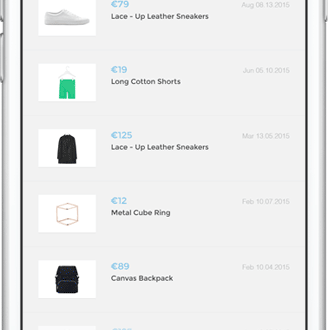 €79
Aug 08.13.2015
Lace - Up Leather Sneakers
€19
Jun 05.10.2015
Long Cotton Shorts
€125
Mar 13.05.2015
Lace - Up Leather Sneakers
€12
Feb 10.07.2015
Metal Cube Ring
€89
Feb 10.04.2015
Canvas Backpack